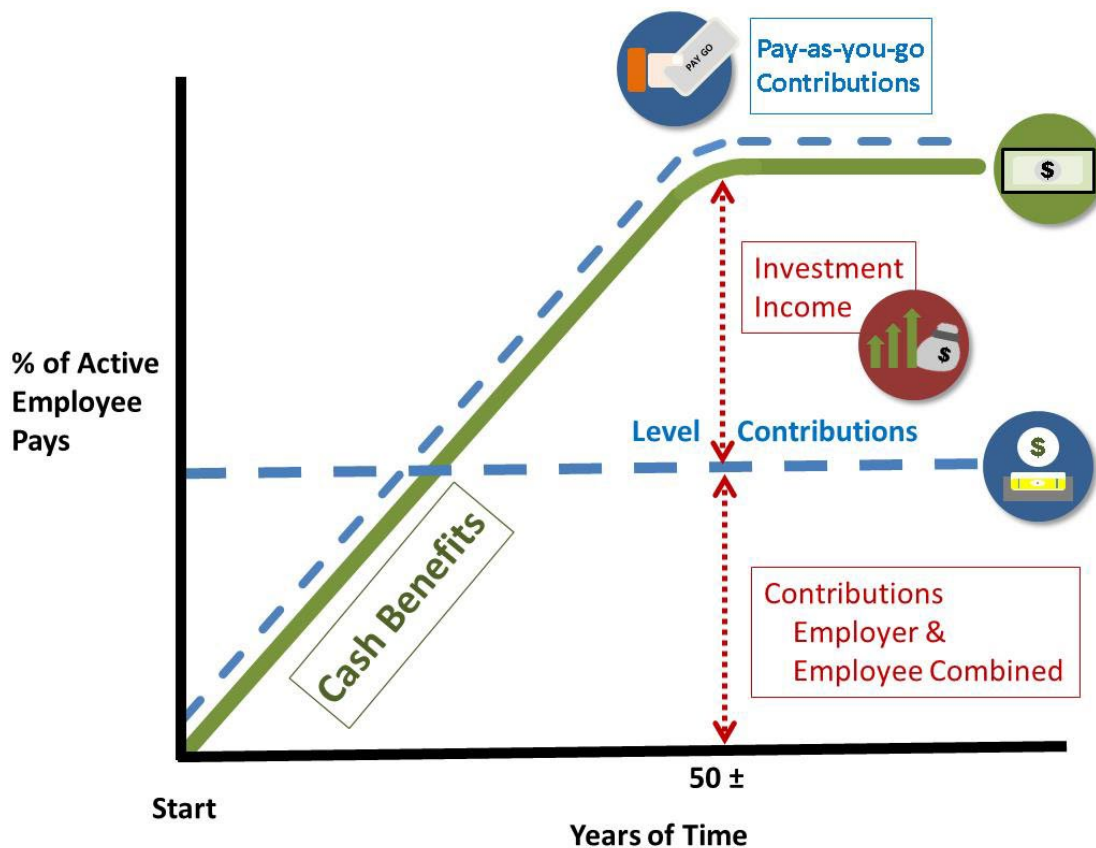 PAY GO
Pay-as-you-go
Contributions
$
Investment
Income
$
% of Active
Employee
Pays
Level Contributions
$
Cash Benefits
Contributions
Employer &
Employee Combined
50 ±
Start
Years of Time